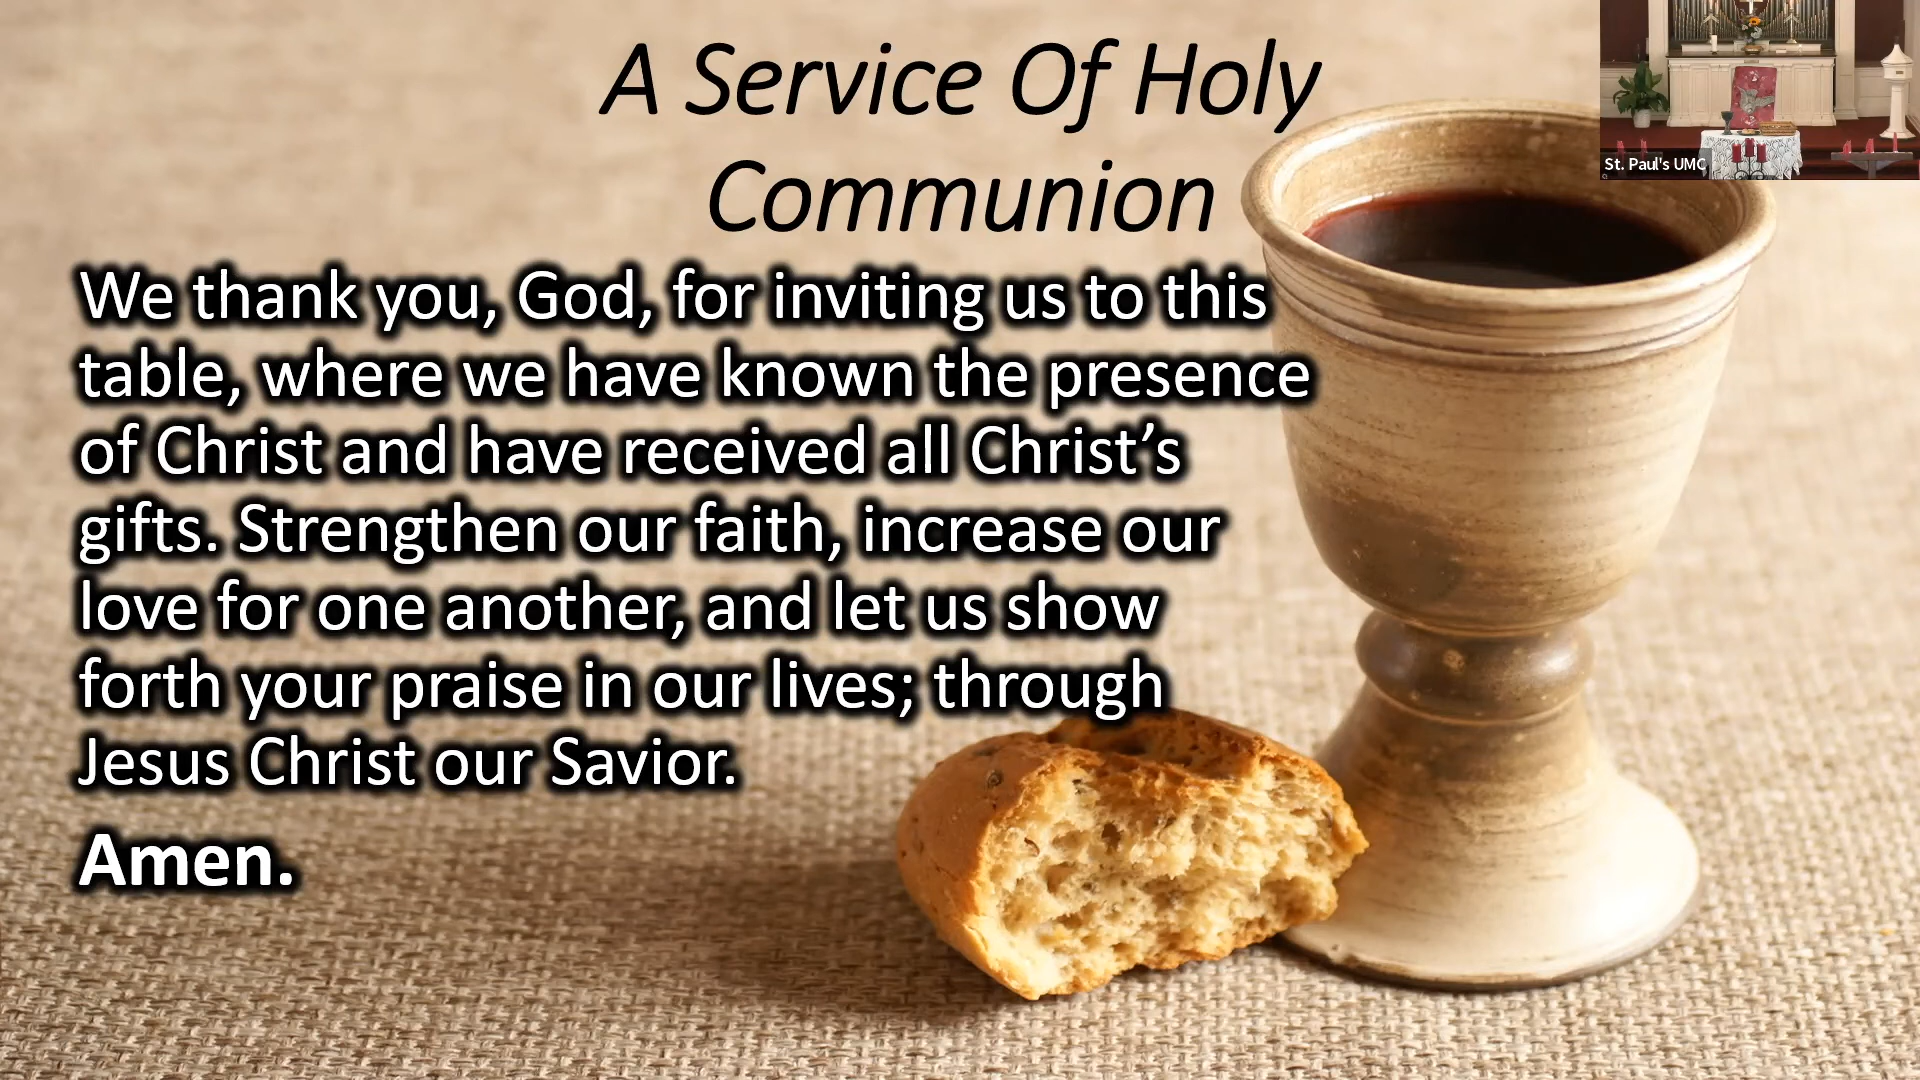 A Service Of Holy
Communion
St. Paul's UMC
We thank you, God, for inviting us to this
table, where we have known the presence
of Christ and have received all Christ’s
gifts. Strengthen our faith, increase our
love for one another, and let us show
forth your praise in our lives; through
Jesus Christ our Savior.
Amen.